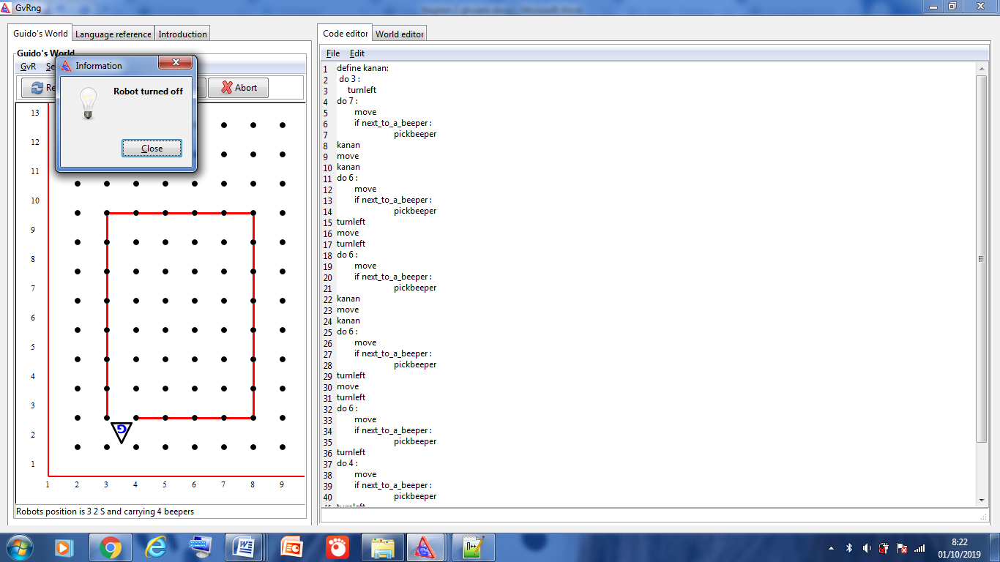 GvRng
Guido's World
Language reference
Introduction
Guido's World
GvR
Se
Re
Abort
Information
Robot turned off
Close
13
12
11
10
9
8
7
6
5
4
3
2
1
1 2 3 4 5 6 7 8 9
G
Robots position is 3 2 S and carrying 4 beepers
Code editor
World editor
File Edit
1 define kanan:
2 do 3 :
3 turnleft
4 do 7 :
5 move
6 if next_to_a_beeper :
7 pickbeeper
8 kanan
9 move
10 kanan
11 do 6 :
12 move
13 if next_to_a_beeper :
14 pickbeeper
15 turnleft
16 move
17 turnleft
18 do 6 :
19 move
20 if next_to_a_beeper :
21 pickbeeper
22 kanan
23 move
24 kanan
25 do 6 :
26 move
27 if next_to_a_beeper :
28 pickbeeper
29 turnleft
30 move
31 turnleft
32 do 6 :
33 move
34 if next_to_a_beeper :
35 pickbeeper
36 turnleft
37 do 4 :
38 move
39 if next_to_a_beeper :
40 pickbeeper
41 turnleft
8:22
01/10/2019